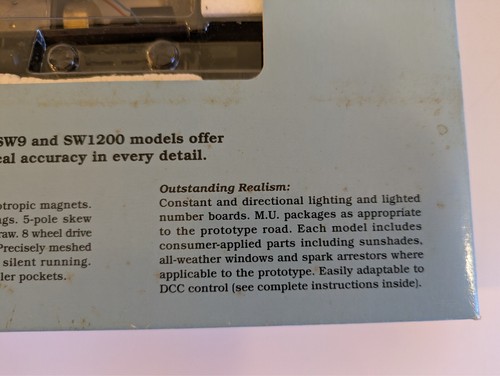 SW9 and SW1200 models offer
cal accuracy in every detail.
otropic magnets.
ngs. 5-pole skew
raw. 8 wheel drive
Precisely meshed
silent running.
ler pockets.
Outstanding Realism:
Constant and directional lighting and lighted
number boards. M.U. packages as appropriate
to the prototype road. Each model includes
consumer-applied parts including sunshades,
all-weather windows and spark arrestors where
applicable to the prototype. Easily adaptable to
DCC control (see complete instructions inside).